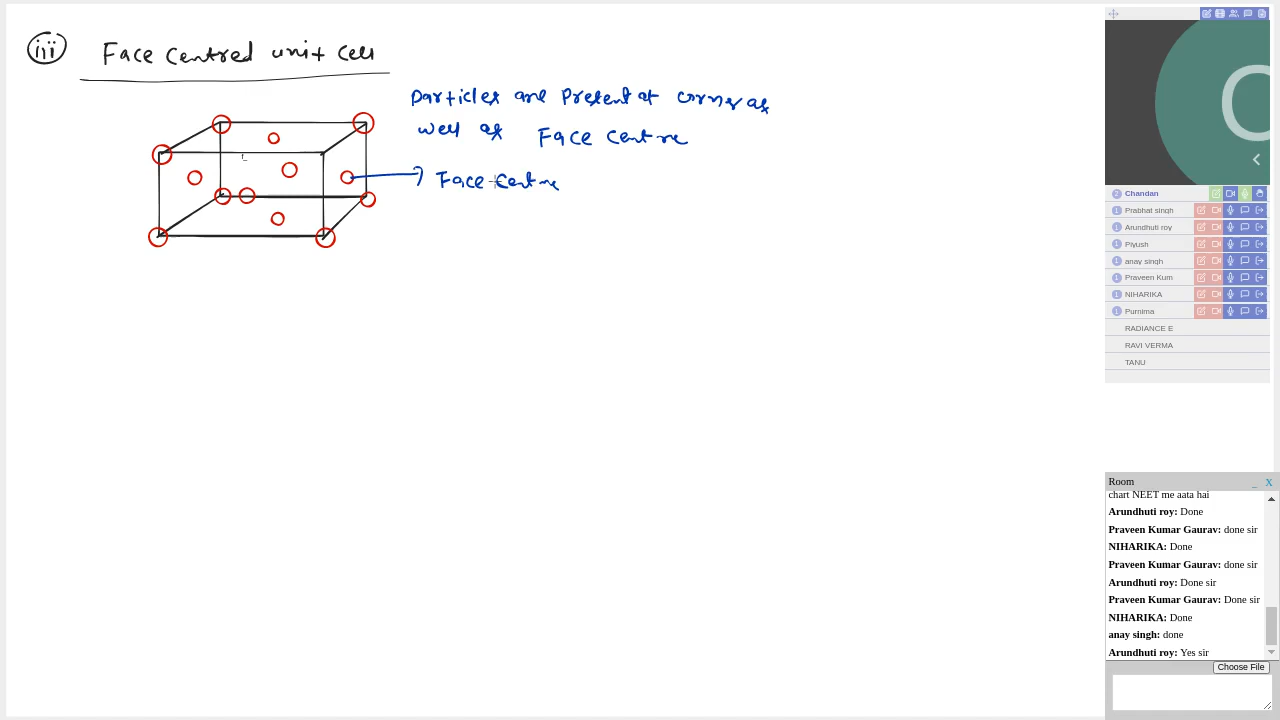 iii Face Centred unit cell
Particles are Present at corner as
well as Face Centre
Face-Centre
C
Chandan
Prabhat singh
Arundhuti roy
Piyush
anay singh
Praveen Kum
NIHARIKA
Purnima
RADIANCE E
RAVI VERMA
TANU
Room _ X
chart NEET me aata hai
Arundhuti roy: Done
Praveen Kumar Gaurav: done sir
NIHARIKA: Done
Praveen Kumar Gaurav: done sir
Arundhuti roy: Done sir
Praveen Kumar Gaurav: Done sir
NIHARIKA: Done
anay singh: done
Arundhuti roy: Yes sir
Choose File